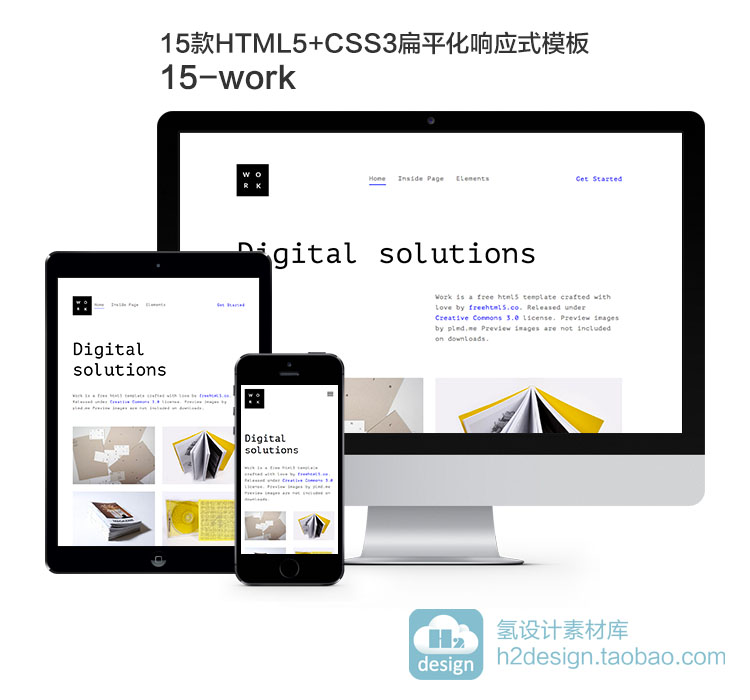 15款HTML5+CSS3扁平化响应式模板
15-work
W O
R K
Home Inside Page Elements Get Started
Digital solutions
Work is a free html5 template crafted with
love by freehtml5.co. Released under
Creative Commons 3.0 license. Preview images
by plmd.me Preview images are not included
on downloads.
W O
R K
Home Inside Page Elements Get Started
Digital
solutions
Work is a free html5 template crafted with love by freehtml5.co
Released under Creative Commons 3.0 license. Preview images by
plmd.me Preview images are not included on downloads.
W O
R K
Digital
solutions
Work is a free html5 template
crafted with love by freehtml5.co.
Released under Creative Commons 3.0
license. Preview images by plmd.me
Preview images are not included on
downloads.
H2
design
氢设计素材库
h2design.taobao.com